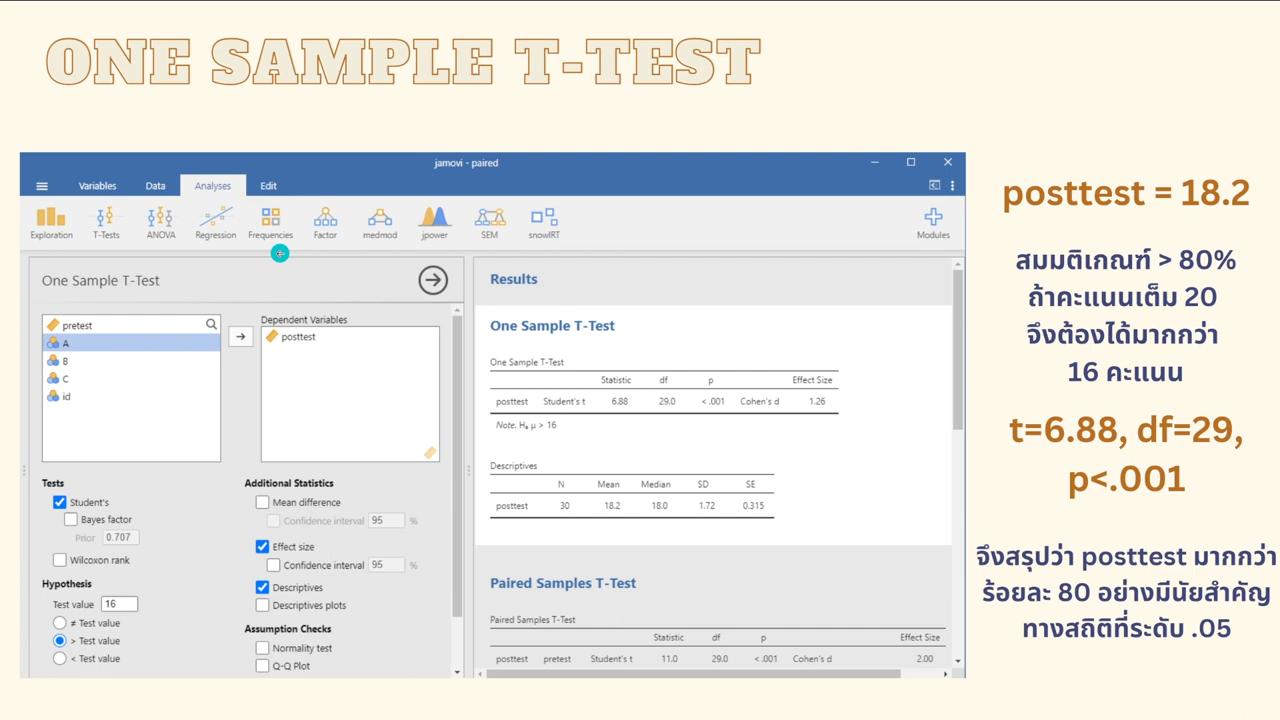 ONE SAMPLE T-TEST
jamovi - paired
Variables Data Analyses Edit
Exploration T-Tests ANOVA Regression Frequencies Factor medmod jpower SEM snowIRT Modules
One Sample T-Test
pretest
A
B
C
id
Dependent Variables
posttest
Tests
Student's
Bayes factor
Prior 0.707
Wilcoxon rank
Hypothesis
Test value 16
≠ Test value
> Test value
< Test value
Additional Statistics
Mean difference
Confidence interval 95 %
Effect size
Confidence interval 95 %
Descriptives
Descriptives plots
Assumption Checks
Normality test
Q-Q Plot
Results
One Sample T-Test
One Sample T-Test
Statistic df p Effect Size
posttest Student's t 6.88 29.0 < .001 Cohen's d 1.26
Note. Hₐ μ > 16
Descriptives
N Mean Median SD SE
posttest 30 18.2 18.0 1.72 0.315
Paired Samples T-Test
Paired Samples T-Test
Statistic df p Effect Size
posttest pretest Student's t 11.0 29.0 < .001 Cohen's d 2.00
posttest = 18.2
สมมติเกณฑ์ > 80%
ถ้าคะแนนเต็ม 20
จึงต้องได้มากกว่า
16 คะแนน
t=6.88, df=29,
p<.001
จึงสรุปว่า posttest มากกว่า
ร้อยละ 80 อย่างมีนัยสำคัญ
ทางสถิติที่ระดับ .05